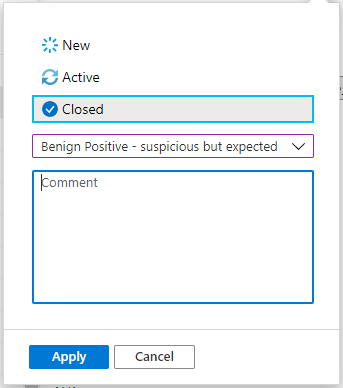 New
Active
Closed
Benign Positive - suspicious but expected
Comment
Apply
Cancel